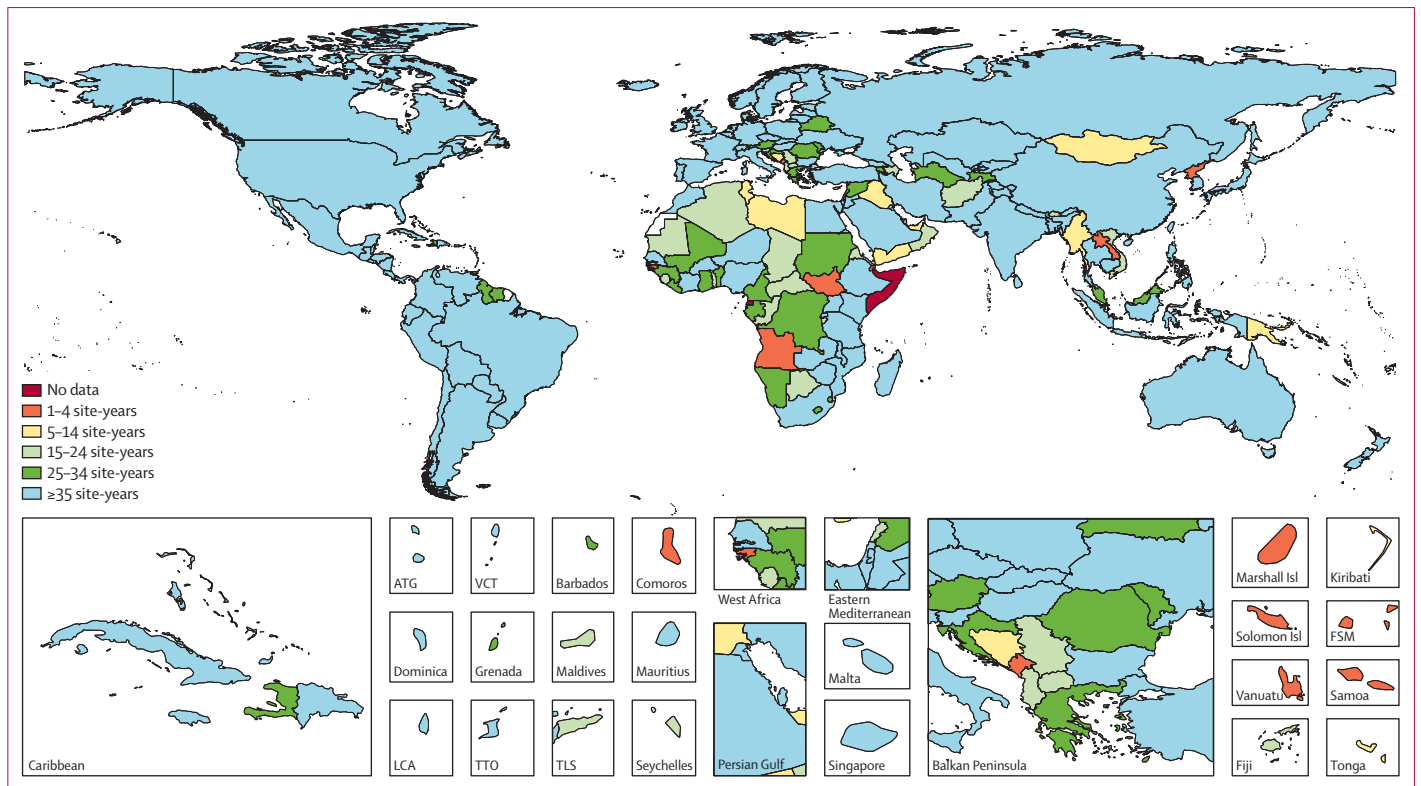 No data
1–4 site-years
5–14 site-years
15–24 site-years
25–34 site-years
≥35 site-years
Caribbean
ATG
VCT
Barbados
Comoros
Dominica
Grenada
Maldives
Mauritius
LCA
TTO
TLS
Seychelles
West Africa
Eastern
Mediterranean
Persian Gulf
Malta
Singapore
Balkan Peninsula
Marshall Isl
Kiribati
Solomon Isl
FSM
Vanuatu
Samoa
Fiji
Tonga